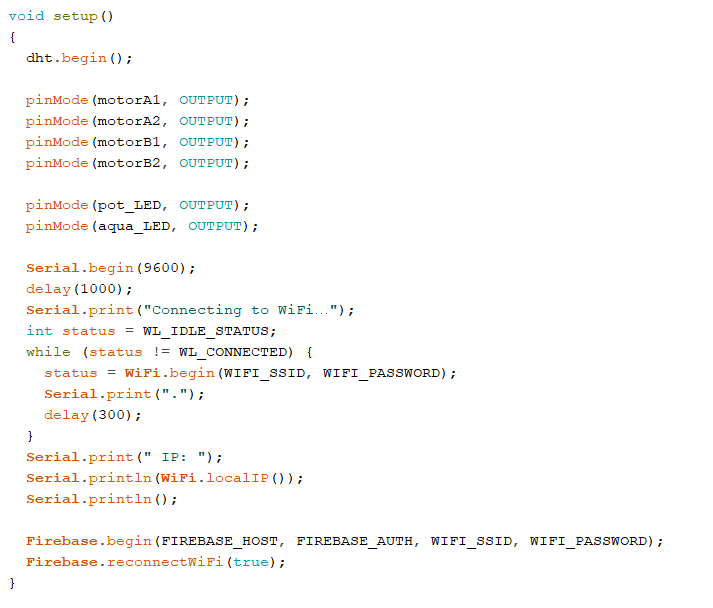 void setup()
{
  dht.begin();

  pinMode(motorA1, OUTPUT);
  pinMode(motorA2, OUTPUT);
  pinMode(motorB1, OUTPUT);
  pinMode(motorB2, OUTPUT);

  pinMode(pot_LED, OUTPUT);
  pinMode(aqua_LED, OUTPUT);

  Serial.begin(9600);
  delay(1000);
  Serial.print("Connecting to WiFi…");
  int status = WL_IDLE_STATUS;
  while (status != WL_CONNECTED) {
    status = WiFi.begin(WIFI_SSID, WIFI_PASSWORD);
    Serial.print(".");
    delay(300);
  }
  Serial.print(" IP: ");
  Serial.println(WiFi.localIP());
  Serial.println();

  Firebase.begin(FIREBASE_HOST, FIREBASE_AUTH, WIFI_SSID, WIFI_PASSWORD);
  Firebase.reconnectWiFi(true);
}